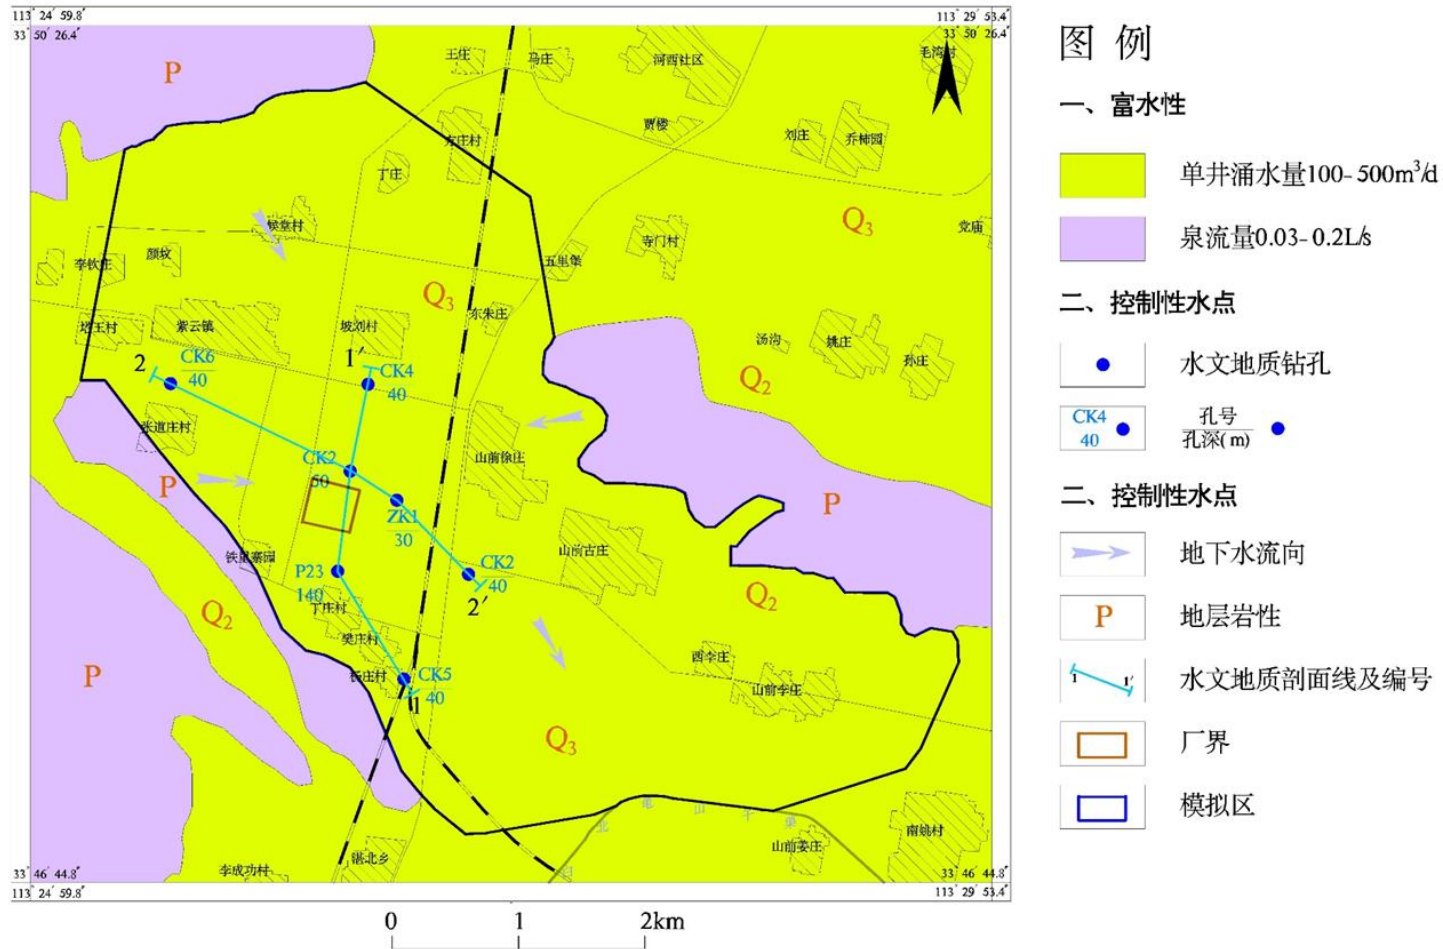 113° 24′ 59.8″
113° 29′ 53.4″
33° 50′ 26.4″
33° 50′ 26.4″
P
王庄
马庄
河西社区
毛湾村
方庄村
贾楼
刘庄
乔柿园
丁庄
Q3
侯堂村
寺门村
党庙
颜坟
李钦庄
五里堡
Q3
塔王村
紫云镇
坡刘村
东朱庄
汤沟
姚庄
孙庄
2
CK6
40
1′
CK4
40
Q2
张道庄村
山前徐庄
CK2
50
P
P
ZK1
30
山前古庄
P23
140
CK2
40
2′
Q2
Q2
丁庄村
樊庄村
西李庄
P
杨庄村
CK5
40
1
山前李庄
Q3
北
干
南姚村
山前姜庄
湛北乡
李成功村
33° 46′ 44.8″
33° 46′ 44.8″
113° 24′ 59.8″
113° 29′ 53.4″
0 1 2km
图 例
一、富水性
单井涌水量100-500m³/d
泉流量0.03-0.2L/s
二、控制性水点
水文地质钻孔
CK4
40
孔号
孔深(m)
二、控制性水点
地下水流向
P
地层岩性
1 1′
水文地质剖面线及编号
厂界
模拟区